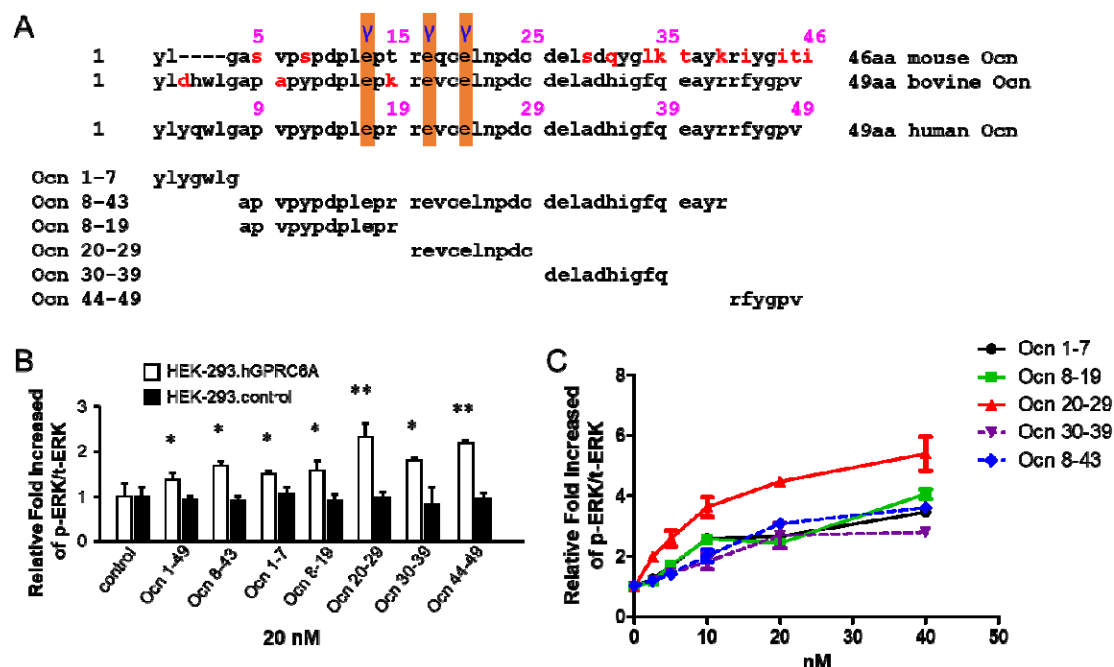 A
γ γ γ
5 15 25 35 46
1 yl----gas vpspdplept reqcelnpdc delsdqyglk taykriygiti 46aa mouse Ocn
1 yldhwlgap apypdplepk revcelnpdc deladhigfq eayrrfygpv 49aa bovine Ocn
9 19 29 39 49
1 ylyqwlgap vpypdplepr revcelnpdc deladhigfq eayrrfygpv 49aa human Ocn
Ocn 1-7 ylygwlg
Ocn 8-43 ap vpypdplepr revcelnpdc deladhigfq eayr
Ocn 8-19 ap vpypdplepr
Ocn 20-29 revcelnpdc
Ocn 30-39 deladhigfq
Ocn 44-49 rfygpv
B
HEK-293.hGPRC6A
HEK-293.control
Relative Fold Increased
of p-ERK/t-ERK
3
2
1
0
* * * * ** * **
control
Ocn 1-49
Ocn 8-43
Ocn 1-7
Ocn 8-19
Ocn 20-29
Ocn 30-39
Ocn 44-49
20 nM
C
Relative Fold Increased
of p-ERK/t-ERK
8
6
4
2
0
0 10 20 30 40 50
nM
Ocn 1-7
Ocn 8-19
Ocn 20-29
Ocn 30-39
Ocn 8-43